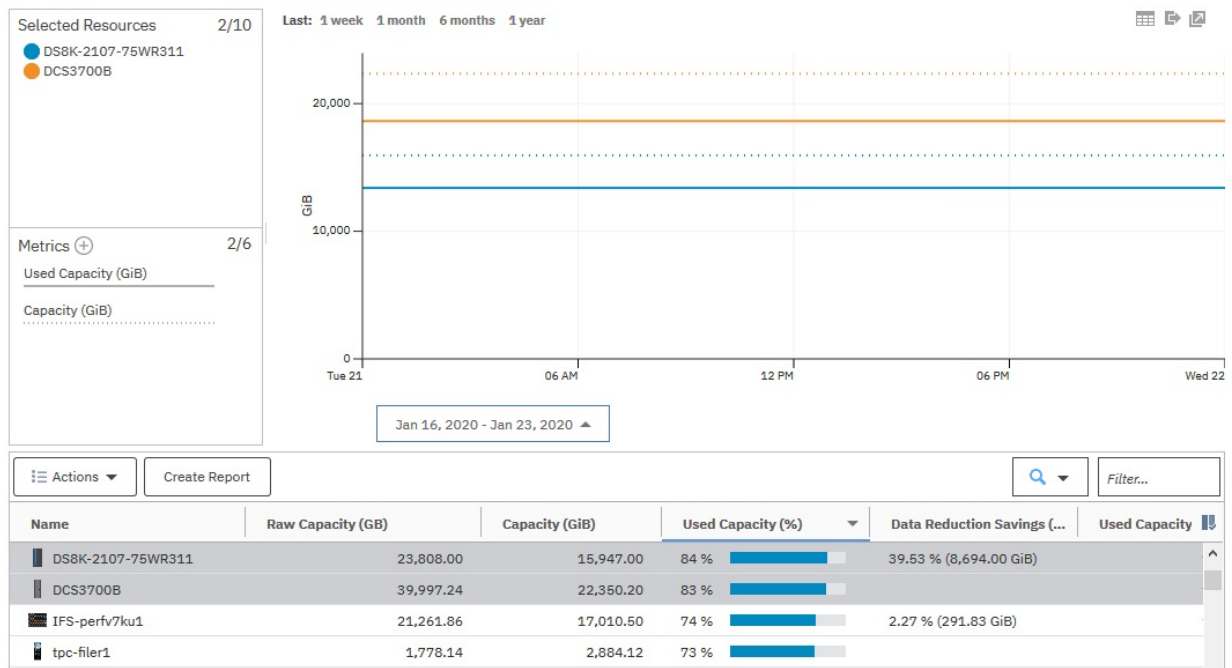 Selected Resources 2/10
DS8K-2107-75WR311
DCS3700B
Metrics 2/6
Used Capacity (GiB)
Capacity (GiB)
Last: 1 week 1 month 6 months 1 year
20,000
10,000
0
GiB
Tue 21 06 AM 12 PM 06 PM Wed 22
Jan 16, 2020 - Jan 23, 2020
Actions Create Report Filter...
Name Raw Capacity (GB) Capacity (GiB) Used Capacity (%) Data Reduction Savings (... Used Capacity
DS8K-2107-75WR311 23,808.00 15,947.00 84 % 39.53 % (8,694.00 GiB)
DCS3700B 39,997.24 22,350.20 83 %
IFS-perfv7ku1 21,261.86 17,010.50 74 % 2.27 % (291.83 GiB)
tpc-filer1 1,778.14 2,884.12 73 %